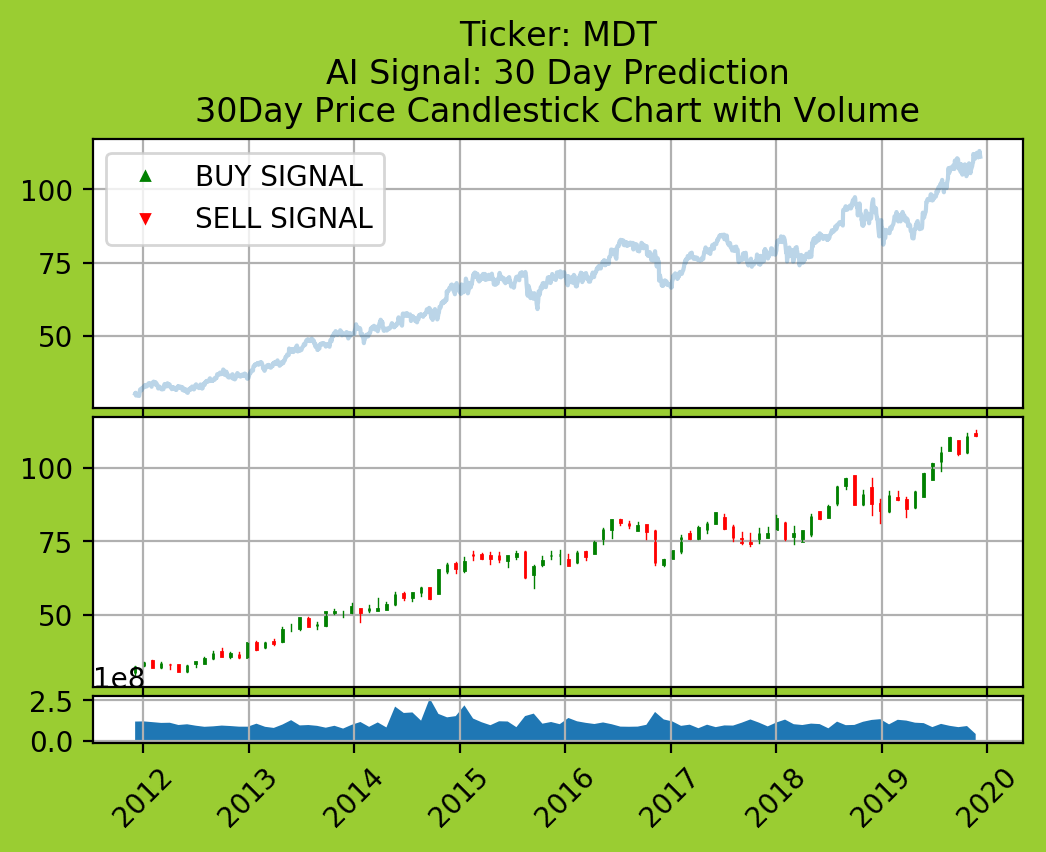 Ticker: MDT
AI Signal: 30 Day Prediction
30Day Price Candlestick Chart with Volume
BUY SIGNAL
SELL SIGNAL
100
75
50
100
75
50
1e8
2.5
0.0
2012 2013 2014 2015 2016 2017 2018 2019 2020